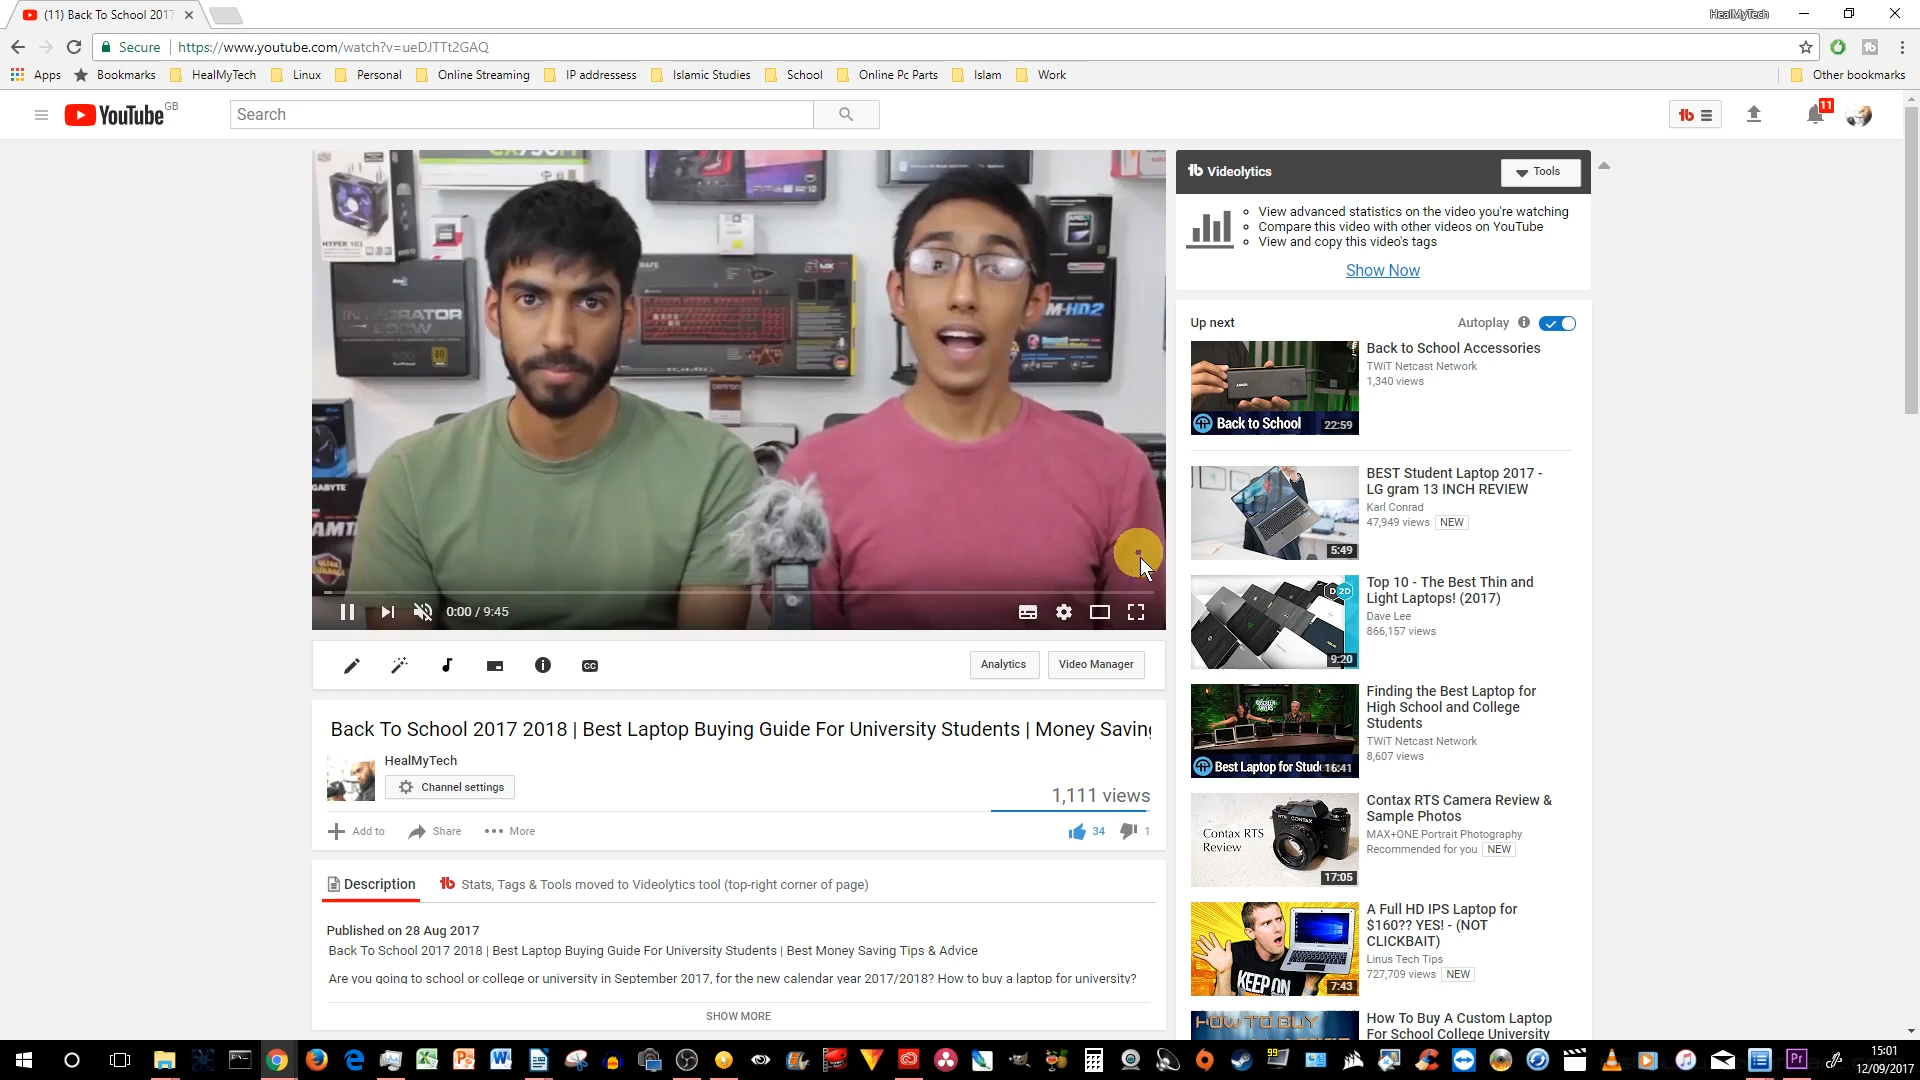 (11) Back To School 2017
HealMyTech
Secure
https://www.youtube.com/watch?v=ueDJTTt2GAQ
Apps
Bookmarks
HealMyTech
Linux
Personal
Online Streaming
IP addressess
Islamic Studies
School
Online Pc Parts
Islam
Work
Other bookmarks
YouTube GB
Search
11
HYPER 103
INTEGRATOR
M-HD2
GABYTE
0:00 / 9:45
Videolytics
Tools
View advanced statistics on the video you're watching
Compare this video with other videos on YouTube
View and copy this video's tags
Show Now
Up next
Autoplay
Back to School
22:59
Back to School Accessories
TWiT Netcast Network
1,340 views
5:49
BEST Student Laptop 2017 -
LG gram 13 INCH REVIEW
Karl Conrad
47,949 views NEW
9:20
Top 10 - The Best Thin and
Light Laptops! (2017)
Dave Lee
866,157 views
Best Laptop for Stud
16:41
Finding the Best Laptop for
High School and College
Students
TWiT Netcast Network
8,607 views
Contax RTS
Review
17:05
Contax RTS Camera Review &
Sample Photos
MAX+ONE Portrait Photography
Recommended for you NEW
KEEP ON
7:43
A Full HD IPS Laptop for
$160?? YES! - (NOT
CLICKBAIT)
Linus Tech Tips
727,709 views NEW
HOW TO BUY
How To Buy A Custom Laptop
For School College University
Analytics
Video Manager
Back To School 2017 2018 | Best Laptop Buying Guide For University Students | Money Saving
HealMyTech
Channel settings
1,111 views
Add to
Share
More
34
1
Description
Stats, Tags & Tools moved to Videolytics tool (top-right corner of page)
Published on 28 Aug 2017
Back To School 2017 2018 | Best Laptop Buying Guide For University Students | Best Money Saving Tips & Advice
Are you going to school or college or university in September 2017, for the new calendar year 2017/2018? How to buy a laptop for university?
SHOW MORE
15:01
12/09/2017